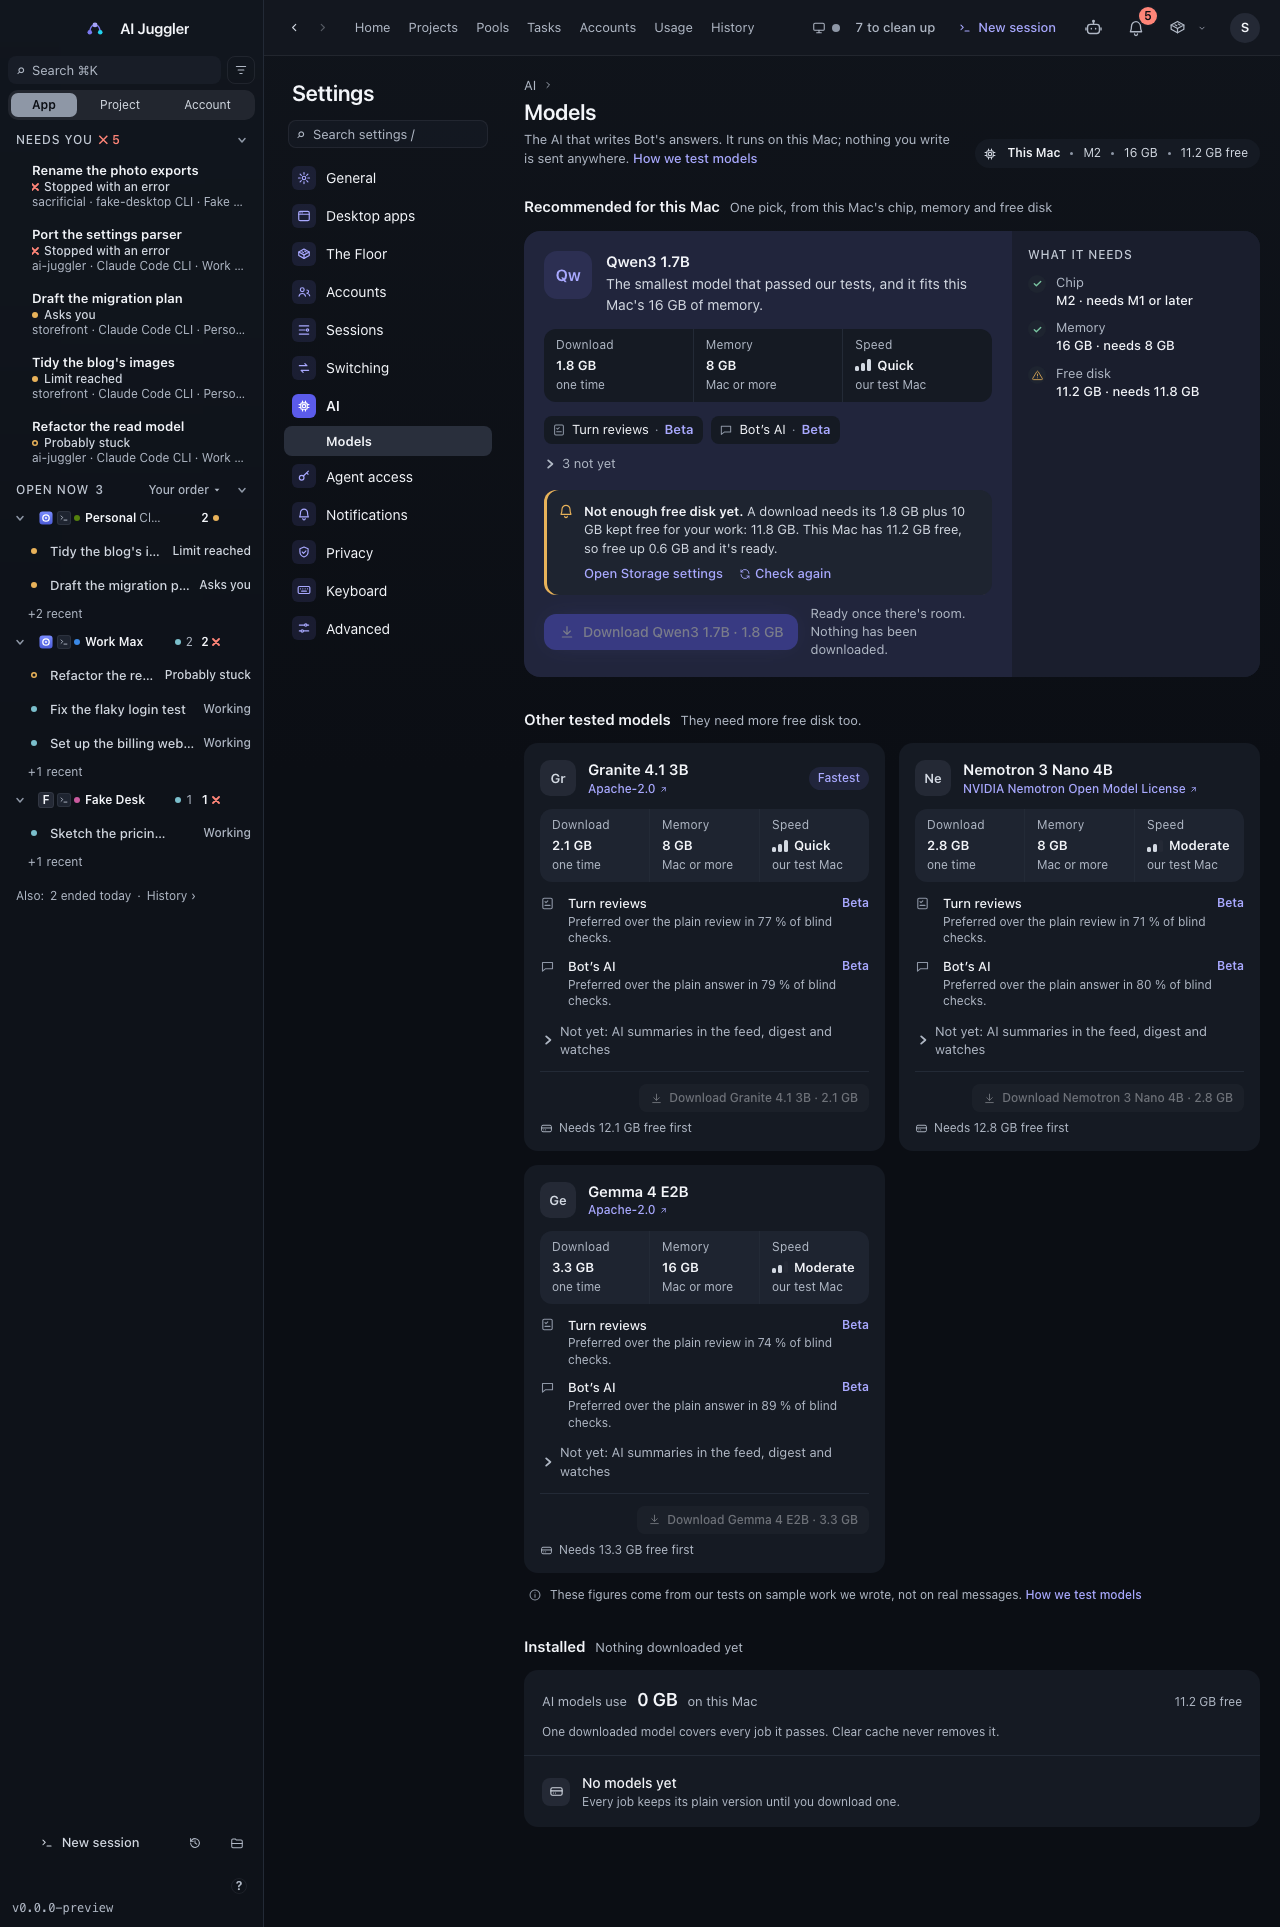 AI Juggler
Search ⌘K
App Project Account
NEEDS YOU 5
Rename the photo exports
Stopped with an error
sacrificial · fake-desktop CLI · Fake ...
Port the settings parser
Stopped with an error
ai-juggler · Claude Code CLI · Work ...
Draft the migration plan
Asks you
storefront · Claude Code CLI · Perso...
Tidy the blog's images
Limit reached
storefront · Claude Code CLI · Perso...
Refactor the read model
Probably stuck
ai-juggler · Claude Code CLI · Work ...
OPEN NOW 3 Your order
Personal Cl... 2
Tidy the blog's i... Limit reached
Draft the migration p... Asks you
+2 recent
Work Max 2 2
Refactor the re... Probably stuck
Fix the flaky login test Working
Set up the billing web... Working
+1 recent
F Fake Desk 1 1
Sketch the pricin... Working
+1 recent
Also: 2 ended today · History ›
New session
?
v0.0.0-preview
Home Projects Pools Tasks Accounts Usage History
7 to clean up New session 5 S
Settings
Search settings /
General
Desktop apps
The Floor
Accounts
Sessions
Switching
AI
Models
Agent access
Notifications
Privacy
Keyboard
Advanced
AI ›
Models
The AI that writes Bot's answers. It runs on this Mac; nothing you write
is sent anywhere. How we test models
This Mac • M2 • 16 GB • 11.2 GB free
Recommended for this Mac One pick, from this Mac's chip, memory and free disk
Qw
Qwen3 1.7B
The smallest model that passed our tests, and it fits this
Mac's 16 GB of memory.
Download Memory Speed
1.8 GB 8 GB Quick
one time Mac or more our test Mac
Turn reviews · Beta Bot’s AI · Beta
3 not yet
Not enough free disk yet. A download needs its 1.8 GB plus 10
GB kept free for your work: 11.8 GB. This Mac has 11.2 GB free,
so free up 0.6 GB and it's ready.
Open Storage settings Check again
Download Qwen3 1.7B · 1.8 GB
Ready once there's room.
Nothing has been
downloaded.
WHAT IT NEEDS
Chip
M2 · needs M1 or later
Memory
16 GB · needs 8 GB
Free disk
11.2 GB · needs 11.8 GB
Other tested models They need more free disk too.
Gr
Granite 4.1 3B
Apache-2.0 ↗
Fastest
Download Memory Speed
2.1 GB 8 GB Quick
one time Mac or more our test Mac
Turn reviews Beta
Preferred over the plain review in 77 % of blind
checks.
Bot’s AI Beta
Preferred over the plain answer in 79 % of blind
checks.
Not yet: AI summaries in the feed, digest and
watches
Download Granite 4.1 3B · 2.1 GB
Needs 12.1 GB free first
Ne
Nemotron 3 Nano 4B
NVIDIA Nemotron Open Model License ↗
Download Memory Speed
2.8 GB 8 GB Moderate
one time Mac or more our test Mac
Turn reviews Beta
Preferred over the plain review in 71 % of blind
checks.
Bot’s AI Beta
Preferred over the plain answer in 80 % of blind
checks.
Not yet: AI summaries in the feed, digest and
watches
Download Nemotron 3 Nano 4B · 2.8 GB
Needs 12.8 GB free first
Ge
Gemma 4 E2B
Apache-2.0 ↗
Download Memory Speed
3.3 GB 16 GB Moderate
one time Mac or more our test Mac
Turn reviews Beta
Preferred over the plain review in 74 % of blind
checks.
Bot’s AI Beta
Preferred over the plain answer in 89 % of blind
checks.
Not yet: AI summaries in the feed, digest and
watches
Download Gemma 4 E2B · 3.3 GB
Needs 13.3 GB free first
These figures come from our tests on sample work we wrote, not on real messages. How we test models
Installed Nothing downloaded yet
AI models use 0 GB on this Mac 11.2 GB free
One downloaded model covers every job it passes. Clear cache never removes it.
No models yet
Every job keeps its plain version until you download one.